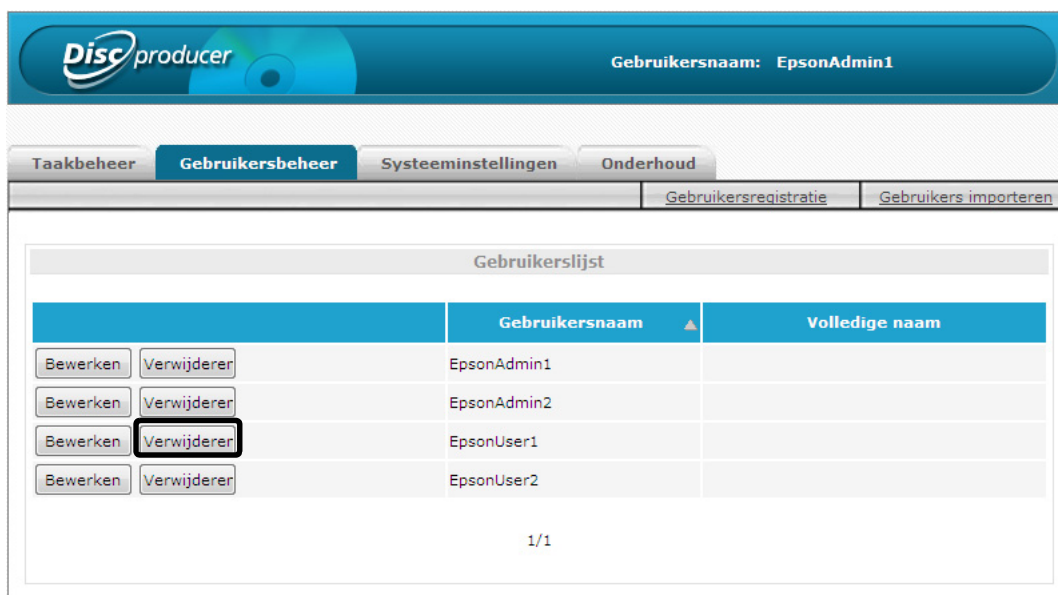 Disc producer Gebruikersnaam: EpsonAdmin1
Taakbeheer Gebruikersbeheer Systeeminstellingen Onderhoud
Gebruikersregistratie Gebruikers importeren
Gebruikerslijst
Gebruikersnaam Volledige naam
Bewerken Verwijderer EpsonAdmin1
Bewerken Verwijderer EpsonAdmin2
Bewerken Verwijderer EpsonUser1
Bewerken Verwijderer EpsonUser2
1/1